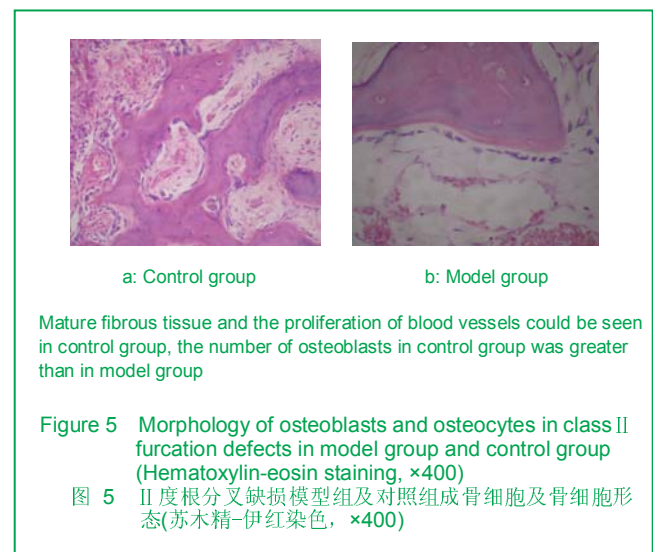 a: Control group
b: Model group
Mature fibrous tissue and the proliferation of blood vessels could be seen
in control group, the number of osteoblasts in control group was greater
than in model group
Figure 5 Morphology of osteoblasts and osteocytes in class Ⅱ
furcation defects in model group and control group
(Hematoxylin-eosin staining, ×400)
图 5 Ⅱ度根分叉缺损模型组及对照组成骨细胞及骨细胞形
态(苏木精-伊红染色，×400)